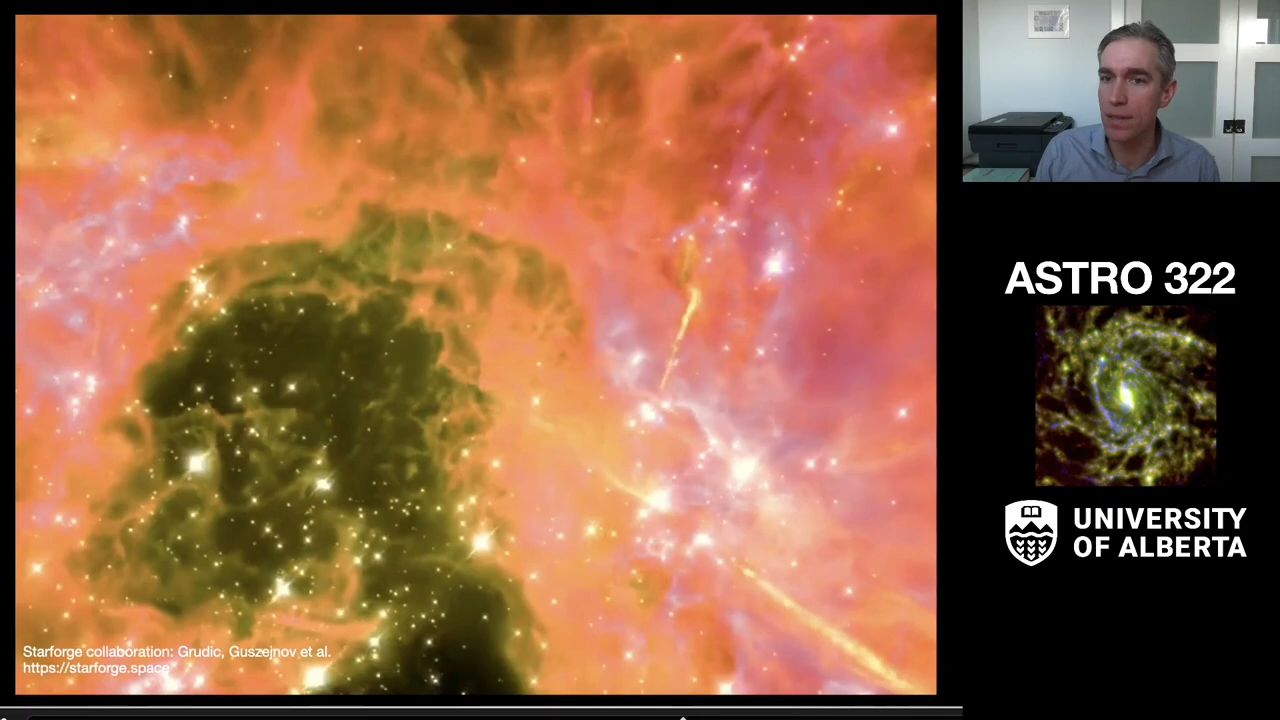 ASTRO 322
UNIVERSITY
OF ALBERTA
Starforge collaboration: Grudic, Guszejnov et al.
https://starforge.space